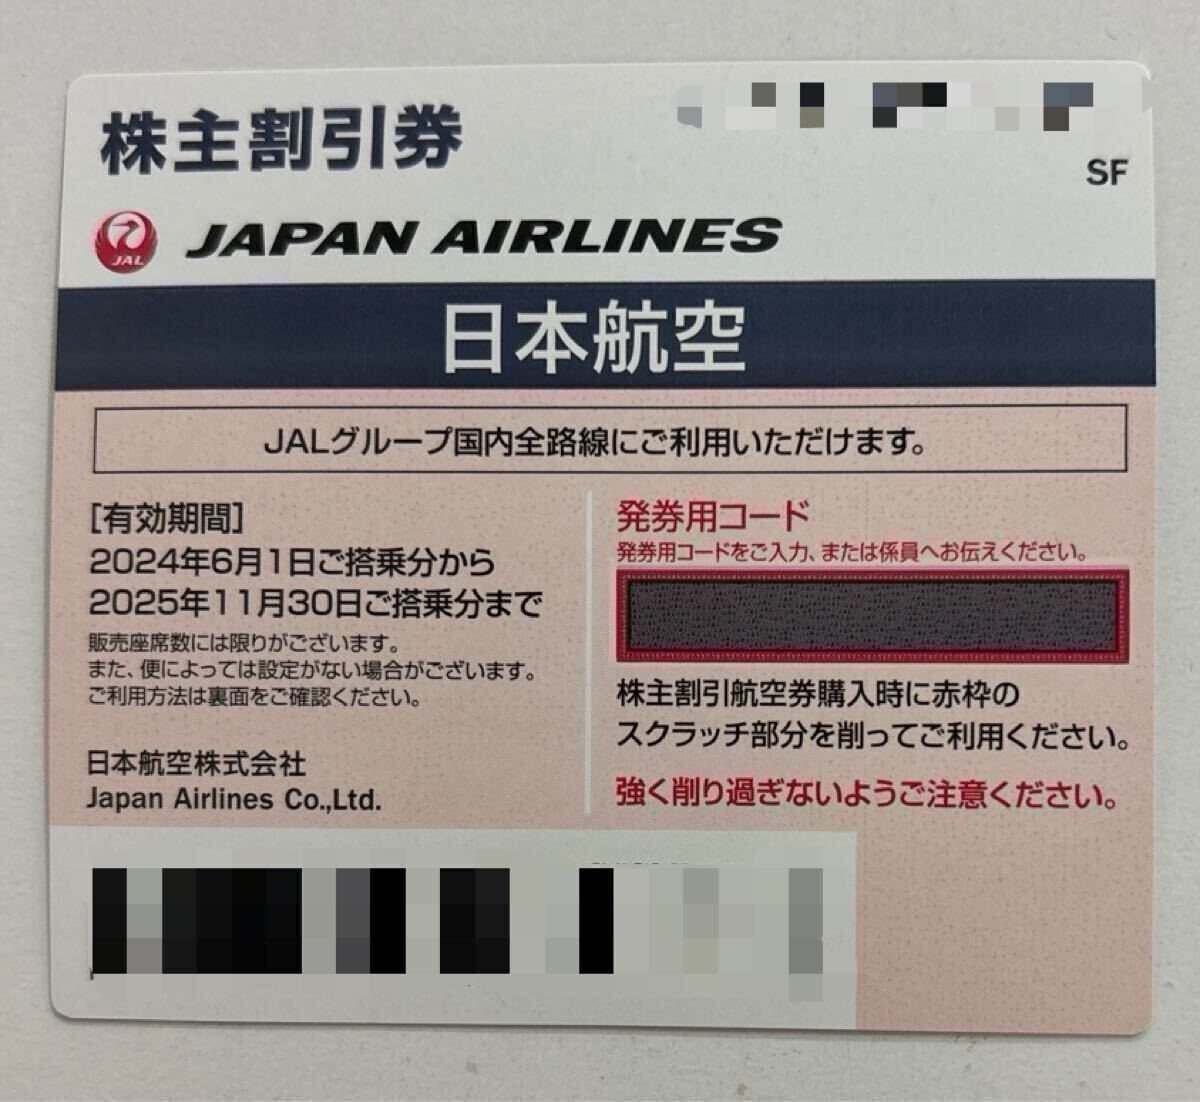 株主割引券
SF
JAL
JAPAN AIRLINES
日本航空
JALグループ国内全路線にご利用いただけます。
[有効期間]
2024年6月1日ご搭乗分から
2025年11月30日ご搭乗分まで
販売座席数には限りがございます。
また、便によっては設定がない場合がございます。
ご利用方法は裏面をご確認ください。
日本航空株式会社
Japan Airlines Co.,Ltd.
発券用コード
発券用コードをご入力、または係員へお伝えください。
株主割引航空券購入時に赤枠の
スクラッチ部分を削ってご利用ください。
強く削り過ぎないようご注意ください。